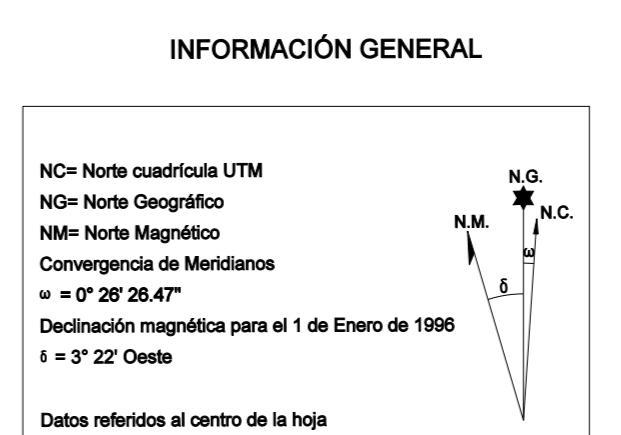 INFORMACIÓN GENERAL
NC= Norte cuadrícula UTM
NG= Norte Geográfico
NM= Norte Magnético
Convergencia de Meridianos
ω = 0° 26' 26.47"
Declinación magnética para el 1 de Enero de 1996
δ = 3° 22' Oeste
Datos referidos al centro de la hoja
N.G.
N.M.
N.C.
ω
δ